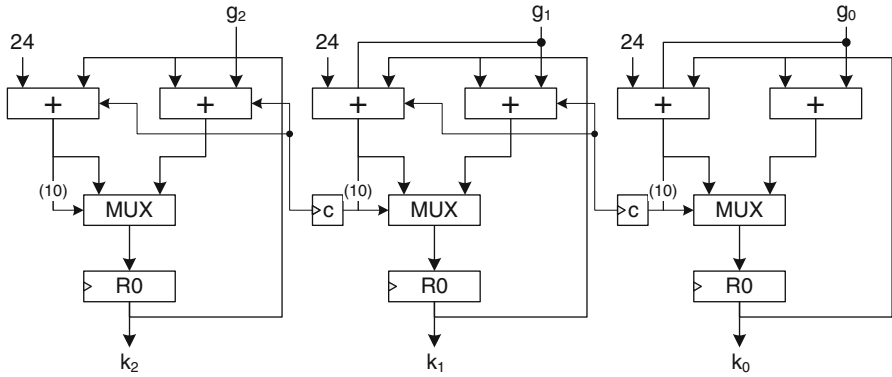 g2 g1 g0
24 24 24
+ + + + + +
(10) (10) (10)
MUX c MUX c MUX
R0 R0 R0
k2 k1 k0